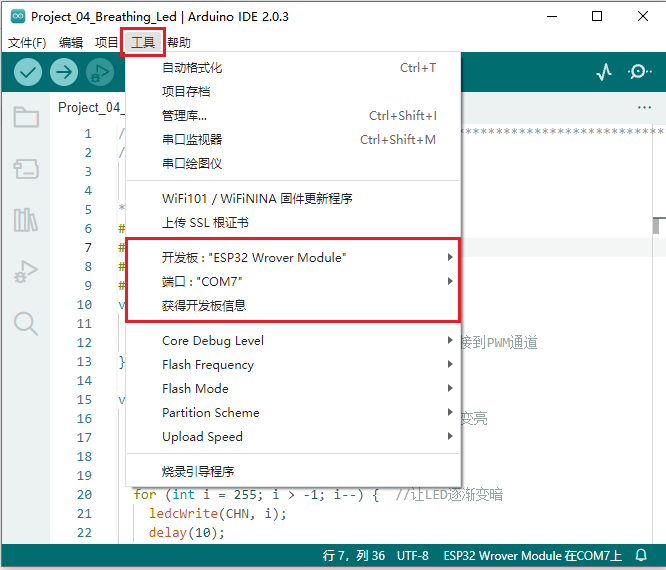 Project_04_Breathing_Led | Arduino IDE 2.0.3
文件(F) 编辑 项目 工具 帮助
自动格式化 Ctrl+T
项目存档
管理库... Ctrl+Shift+I
串口监视器 Ctrl+Shift+M
串口绘图仪
WiFi101 / WiFiNINA 固件更新程序
上传 SSL 根证书
开发板 : "ESP32 Wrover Module"
端口 : "COM7"
获得开发板信息
Core Debug Level
Flash Frequency
Flash Mode
Partition Scheme
Upload Speed
烧录引导程序
Project_04_ ...
1 /
2 /
3
4
5 *
6 #
7 #
8 #
9 #
10 v
11
12 接到PWM通道
13 }
14
15 v
16 变亮
17
18
19
20 for (int i = 255; i > -1; i--) { //让LED逐渐变暗
21 ledcWrite(CHN, i);
22 delay(10);
行 7，列 36 UTF-8 ESP32 Wrover Module 在COM7上